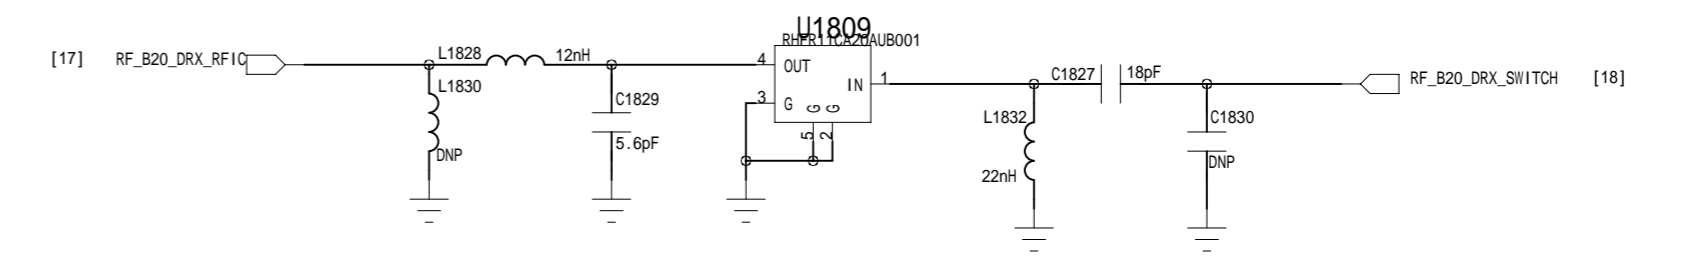 U1809
RHFR11CA20AUB001
[17] RF_B20_DRX_RFIC L1828 12nH 4 OUT
IN 1 C1827 18pF RF_B20_DRX_SWITCH [18]
L1830 C1829 3 G G G
DNP 5.6pF 5 2
L1832 C1830
22nH DNP